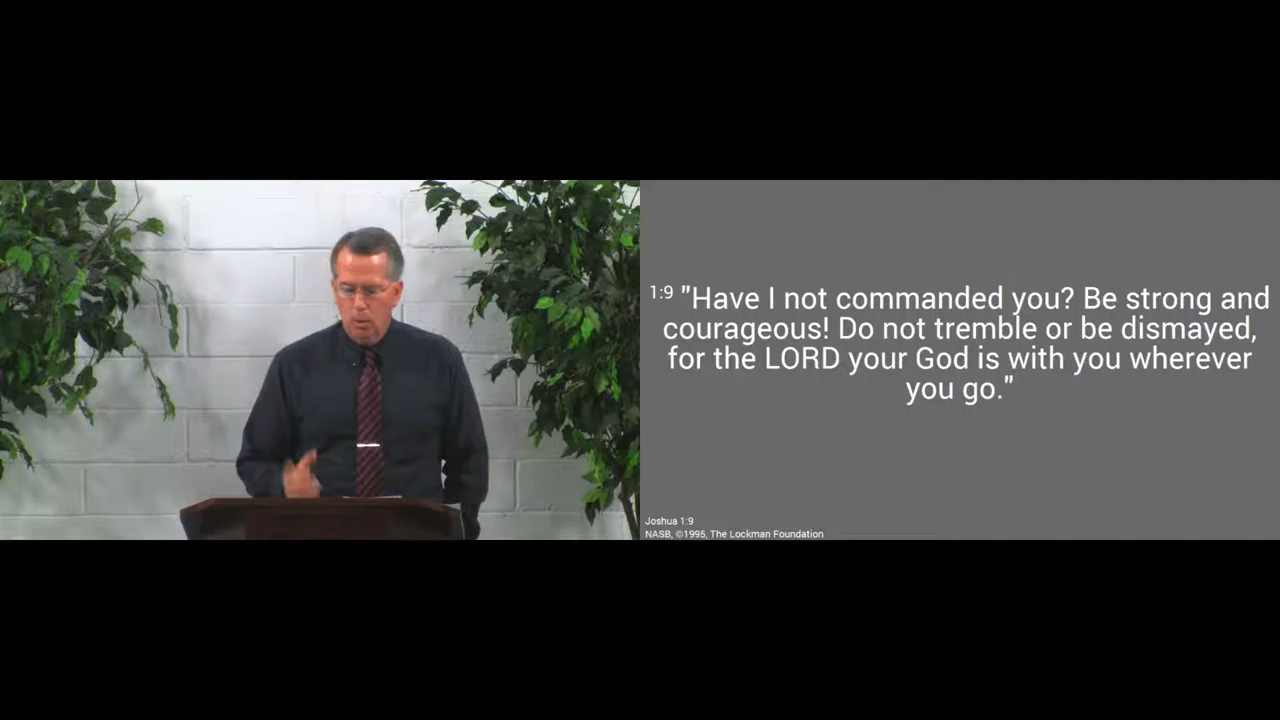 1:9 "Have I not commanded you? Be strong and
courageous! Do not tremble or be dismayed,
for the LORD your God is with you wherever
you go."
Joshua 1:9
NASB, ©1995, The Lockman Foundation